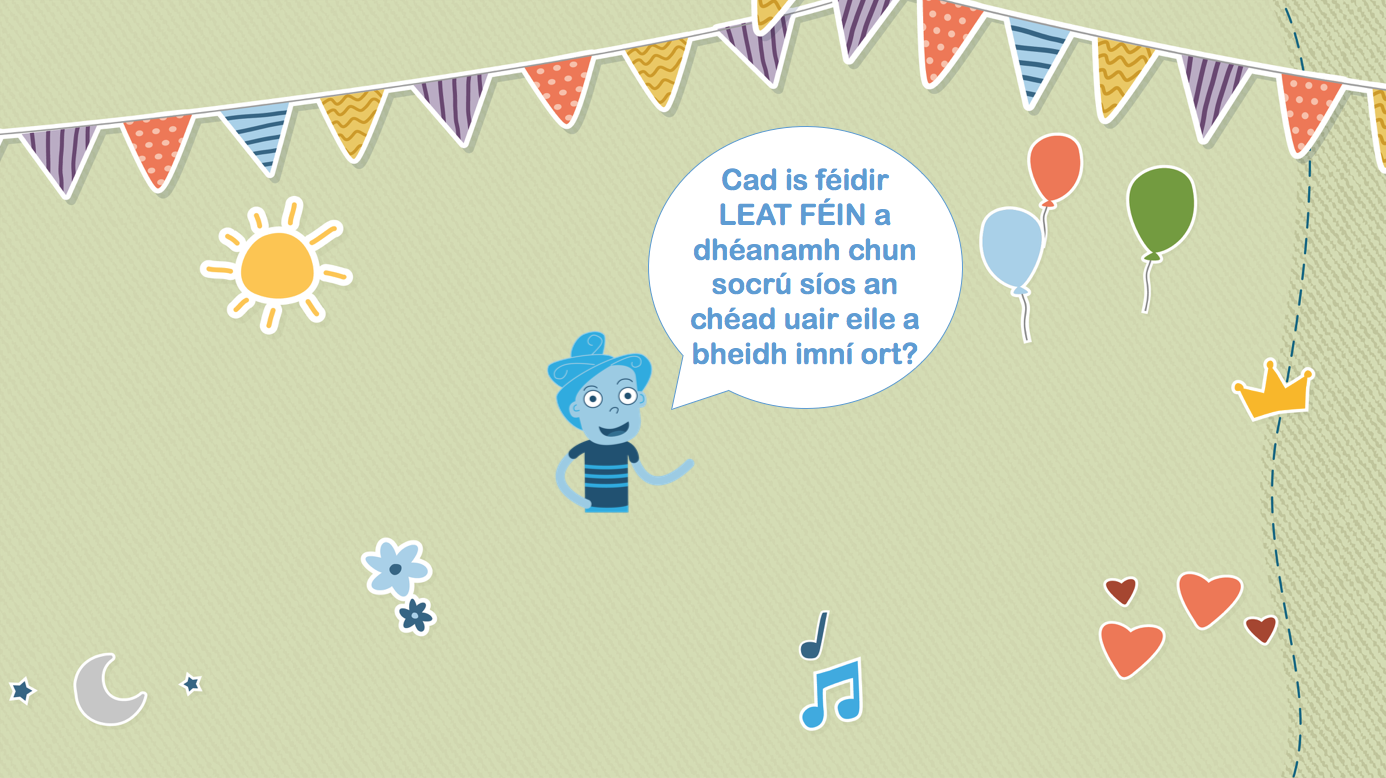 Cad is féidir
LEAT FÉIN a
dhéanamh chun
socrú síos an
chéad uair eile a
bheidh imní ort?